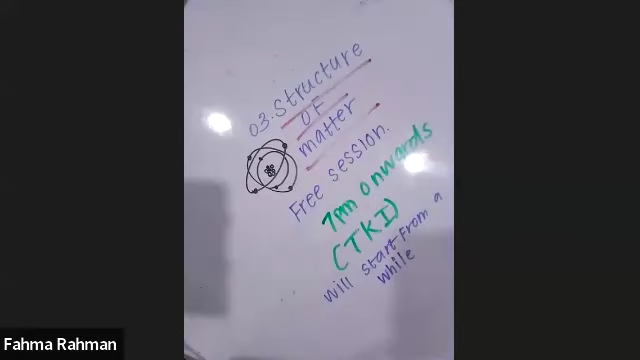 03. Structure
OF
matter
Free session.
7pm onwards
(TKI)
will start From a
while
Fahma Rahman